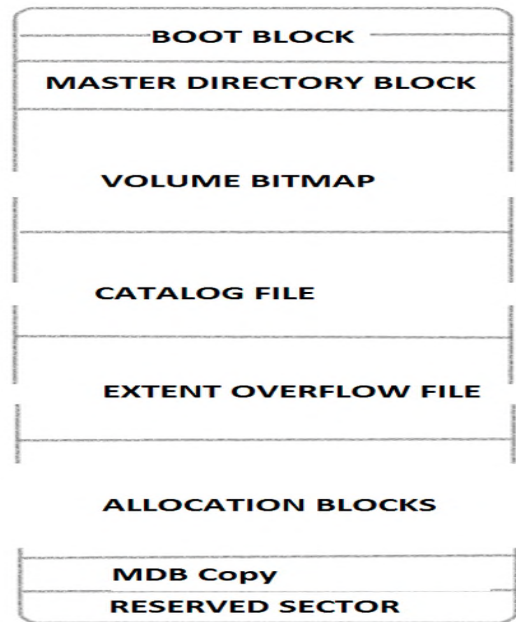 BOOT BLOCK
MASTER DIRECTORY BLOCK
VOLUME BITMAP
CATALOG FILE
EXTENT OVERFLOW FILE
ALLOCATION BLOCKS
MDB Copy
RESERVED SECTOR